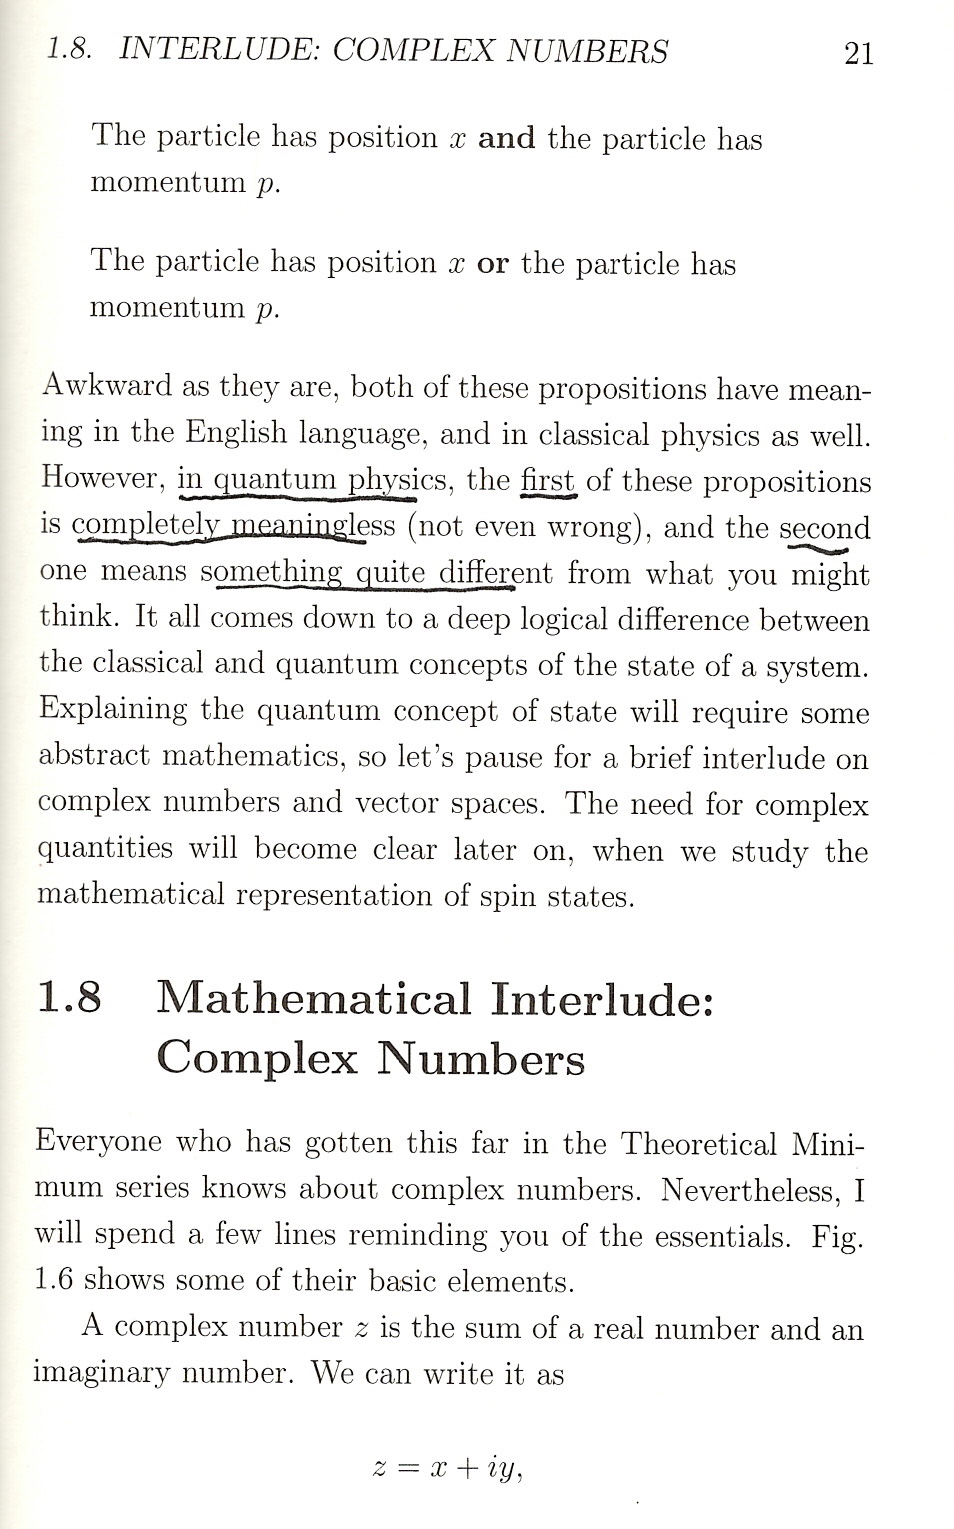 1.8. INTERLUDE: COMPLEX NUMBERS 21
The particle has position x and the particle has
momentum p.
The particle has position x or the particle has
momentum p.
Awkward as they are, both of these propositions have mean-
ing in the English language, and in classical physics as well.
However, in quantum physics, the first of these propositions
is completely meaningless (not even wrong), and the second
one means something quite different from what you might
think. It all comes down to a deep logical difference between
the classical and quantum concepts of the state of a system.
Explaining the quantum concept of state will require some
abstract mathematics, so let's pause for a brief interlude on
complex numbers and vector spaces. The need for complex
quantities will become clear later on, when we study the
mathematical representation of spin states.
1.8 Mathematical Interlude:
Complex Numbers
Everyone who has gotten this far in the Theoretical Mini-
mum series knows about complex numbers. Nevertheless, I
will spend a few lines reminding you of the essentials. Fig.
1.6 shows some of their basic elements.
A complex number z is the sum of a real number and an
imaginary number. We can write it as
z = x + iy,